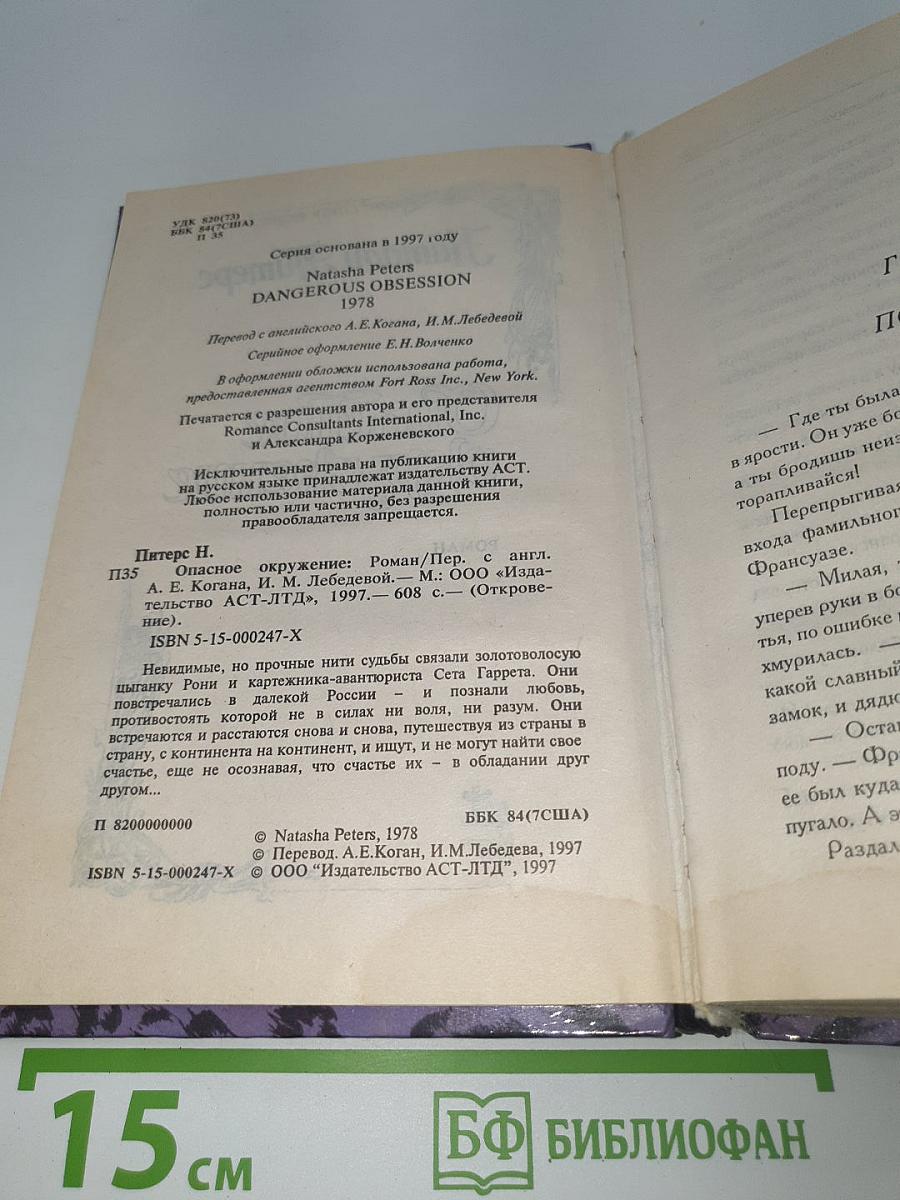 УДК 820(73)
ББК 84(7США)
П 35
Серия основана в 1997 году
Natasha Peters
DANGEROUS OBSESSION
1978
Перевод с английского А.Е.Когана, И.М.Лебедевой
Серийное оформление Е.Н.Волченко
В оформлении обложки использована работа,
предоставленная агентством Fort Ross Inc., New York.
Печатается с разрешения автора и его представителя
Romance Consultants International, Inc.
и Александра Корженевского
Исключительные права на публикацию книги
на русском языке принадлежат издательству АСТ.
Любое использование материала данной книги,
полностью или частично, без разрешения
правообладателя запрещается.
Питерс Н.
П35 Опасное окружение: Роман/Пер. с англ.
А. Е. Когана, И. М. Лебедевой.— М.: ООО «Изда-
тельство АСТ-ЛТД», 1997.— 608 с.— (Открове-
ние).
ISBN 5-15-000247-X
Невидимые, но прочные нити судьбы связали золотоволосую
цыганку Рони и картежника-авантюриста Сета Гаррета. Они
повстречались в далекой России – и познали любовь,
противостоять которой не в силах ни воля, ни разум. Они
встречаются и расстаются снова и снова, путешествуя из страны в
страну, с континента на континент, и ищут, и не могут найти свое
счастье, еще не осознавая, что счастье их – в обладании друг
другом...
П 8200000000 ББК 84(7США)
© Natasha Peters, 1978
© Перевод. А.Е.Коган, И.М.Лебедева, 1997
ISBN 5-15-000247-X © ООО “Издательство АСТ-ЛТД”, 1997
— Где ты была
в ярости. Он уже бо
а ты бродишь неиз
торапливайся!
Перепрыгивая
входа фамильног
Франсуазе.
— Милая,
уперев руки в бо
тья, по ошибке
хмурилась. —
какой славный
замок, и дядю
— Оста
поду. — Фр
ее был куда
пугало. А э
Раздал
15 см
БФ БИБЛИОФАН